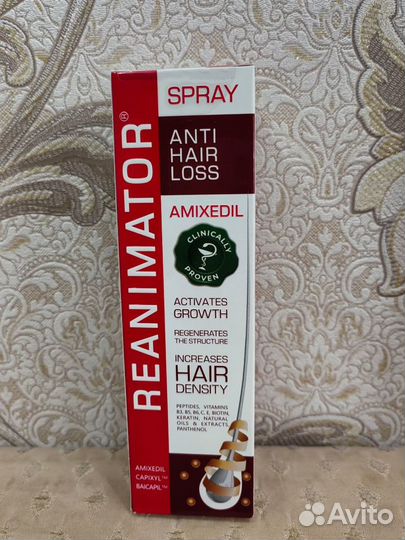 REANIMATOR®
SPRAY
ANTI
HAIR
LOSS
AMIXEDIL
CLINICALLY
PROVEN
ACTIVATES
GROWTH
REGENERATES
THE STRUCTURE
INCREASES
HAIR
DENSITY
PEPTIDES, VITAMINS
B3, B5, B6, C, E, BIOTIN,
KERATIN, NATURAL
OILS & EXTRACTS,
PANTHENOL
AMIXEDIL
CAPIXYL™
BAICAPIL™
Avito